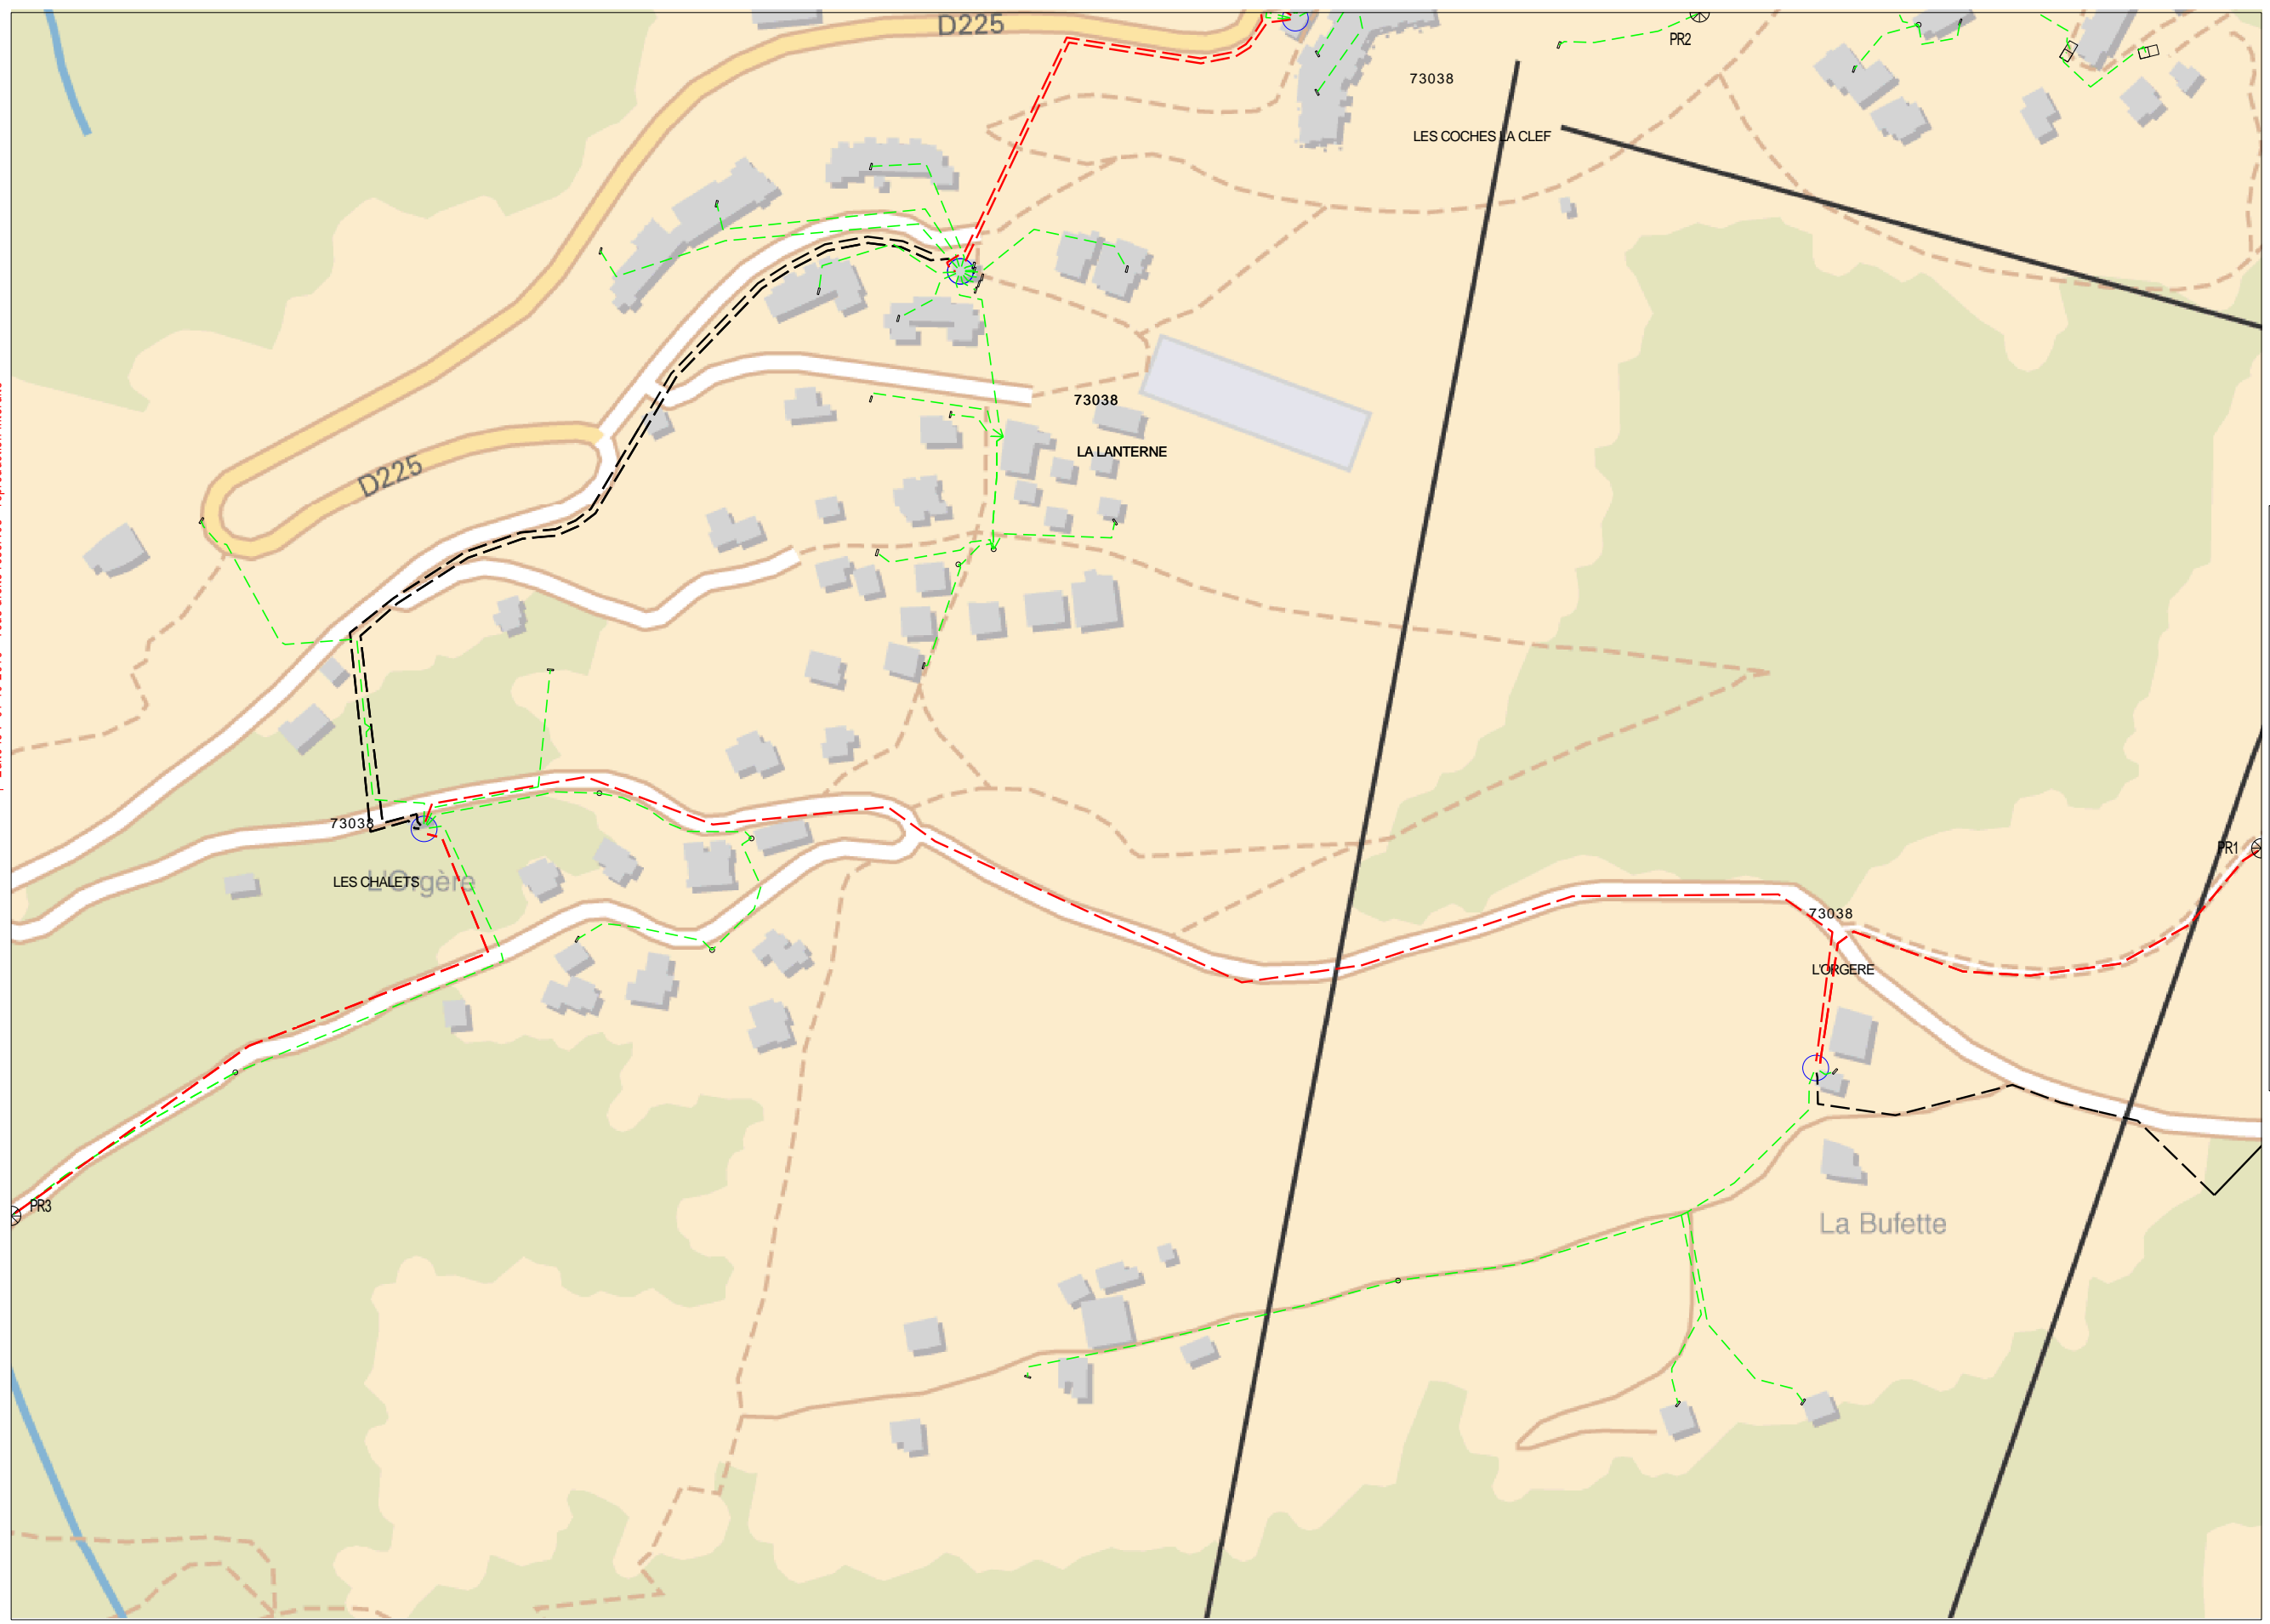 D225
PR2
73038
LES COCHES LA CLEF
73038
LA LANTERNE
D225
73038
LES CHALETS
L'Orgère
PR1
73038
L'ORGERE
PR3
La Bufette